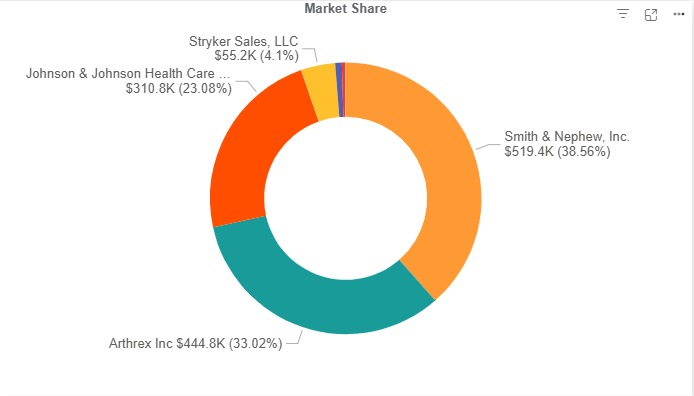 Market Share
Stryker Sales, LLC
$55.2K (4.1%)
Johnson & Johnson Health Care ...
$310.8K (23.08%)
Smith & Nephew, Inc.
$519.4K (38.56%)
Arthrex Inc $444.8K (33.02%)